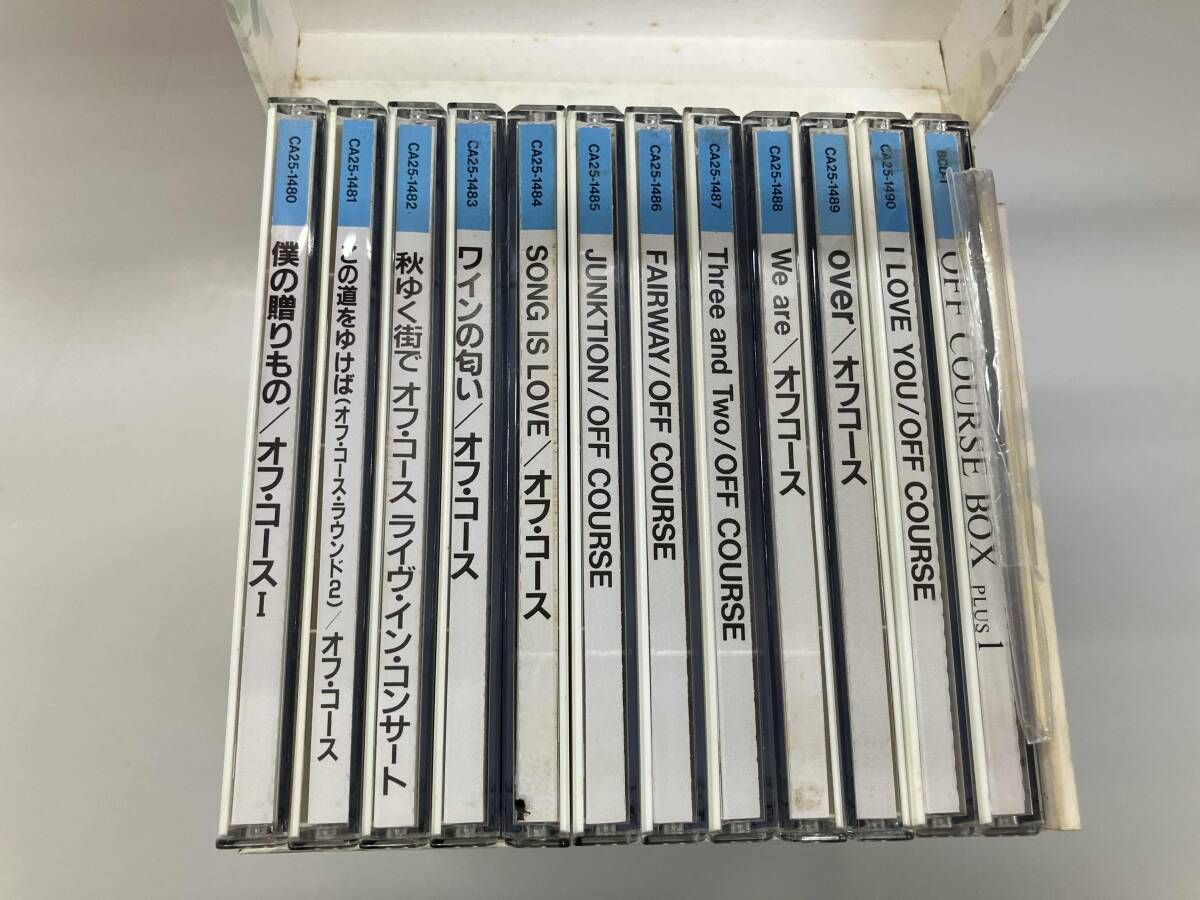 CA25-1480 僕の贈りもの/オフ・コースⅠ
CA25-1481 この道をゆけば(オフ・コース・ラウンド2)/オフ・コース
CA25-1482 秋ゆく街で オフ・コース ライヴ・イン・コンサート
CA25-1483 ワインの匂い/オフ・コース
CA25-1484 SONG IS LOVE/オフ・コース
CA25-1485 JUNKTION/OFF COURSE
CA25-1486 FAIRWAY/OFF COURSE
CA25-1487 Three and Two/OFF COURSE
CA25-1488 We are/オフコース
CA25-1489 over/オフコース
CA25-1490 I LOVE YOU/OFF COURSE
OFF COURSE BOX PLUS 1